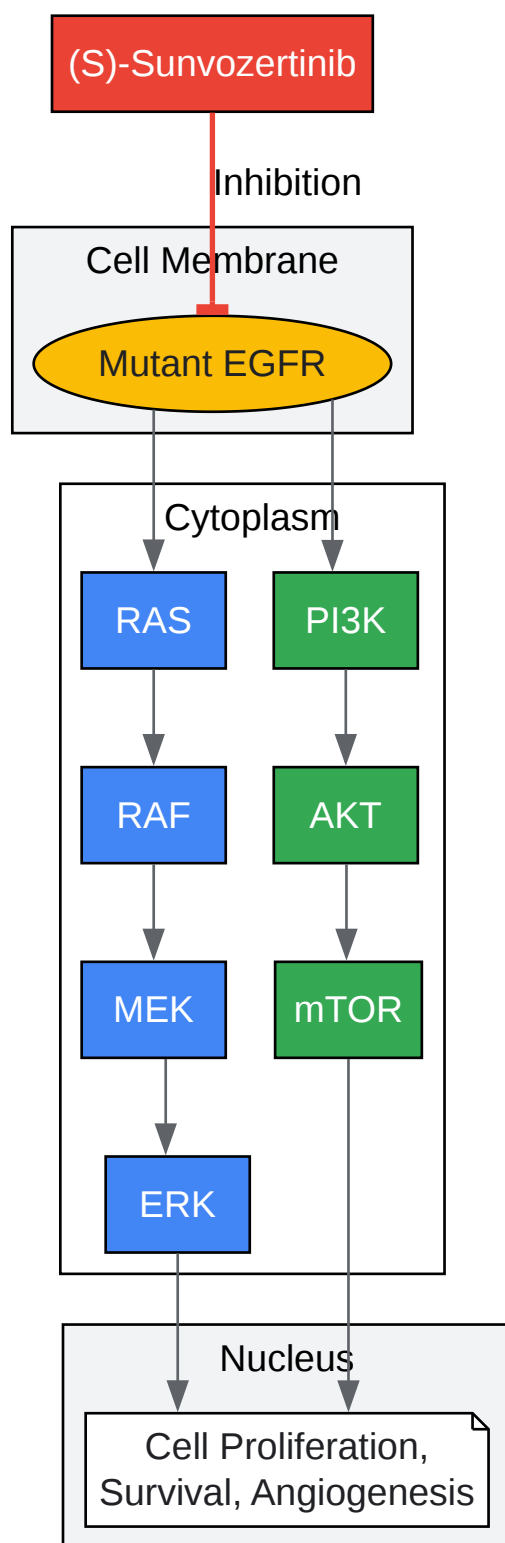 (S)-Sunvozertinib
Inhibition
Cell Membrane
Mutant EGFR
Cytoplasm
RAS
PI3K
RAF
AKT
MEK
mTOR
ERK
Nucleus
Cell Proliferation,
Survival, Angiogenesis